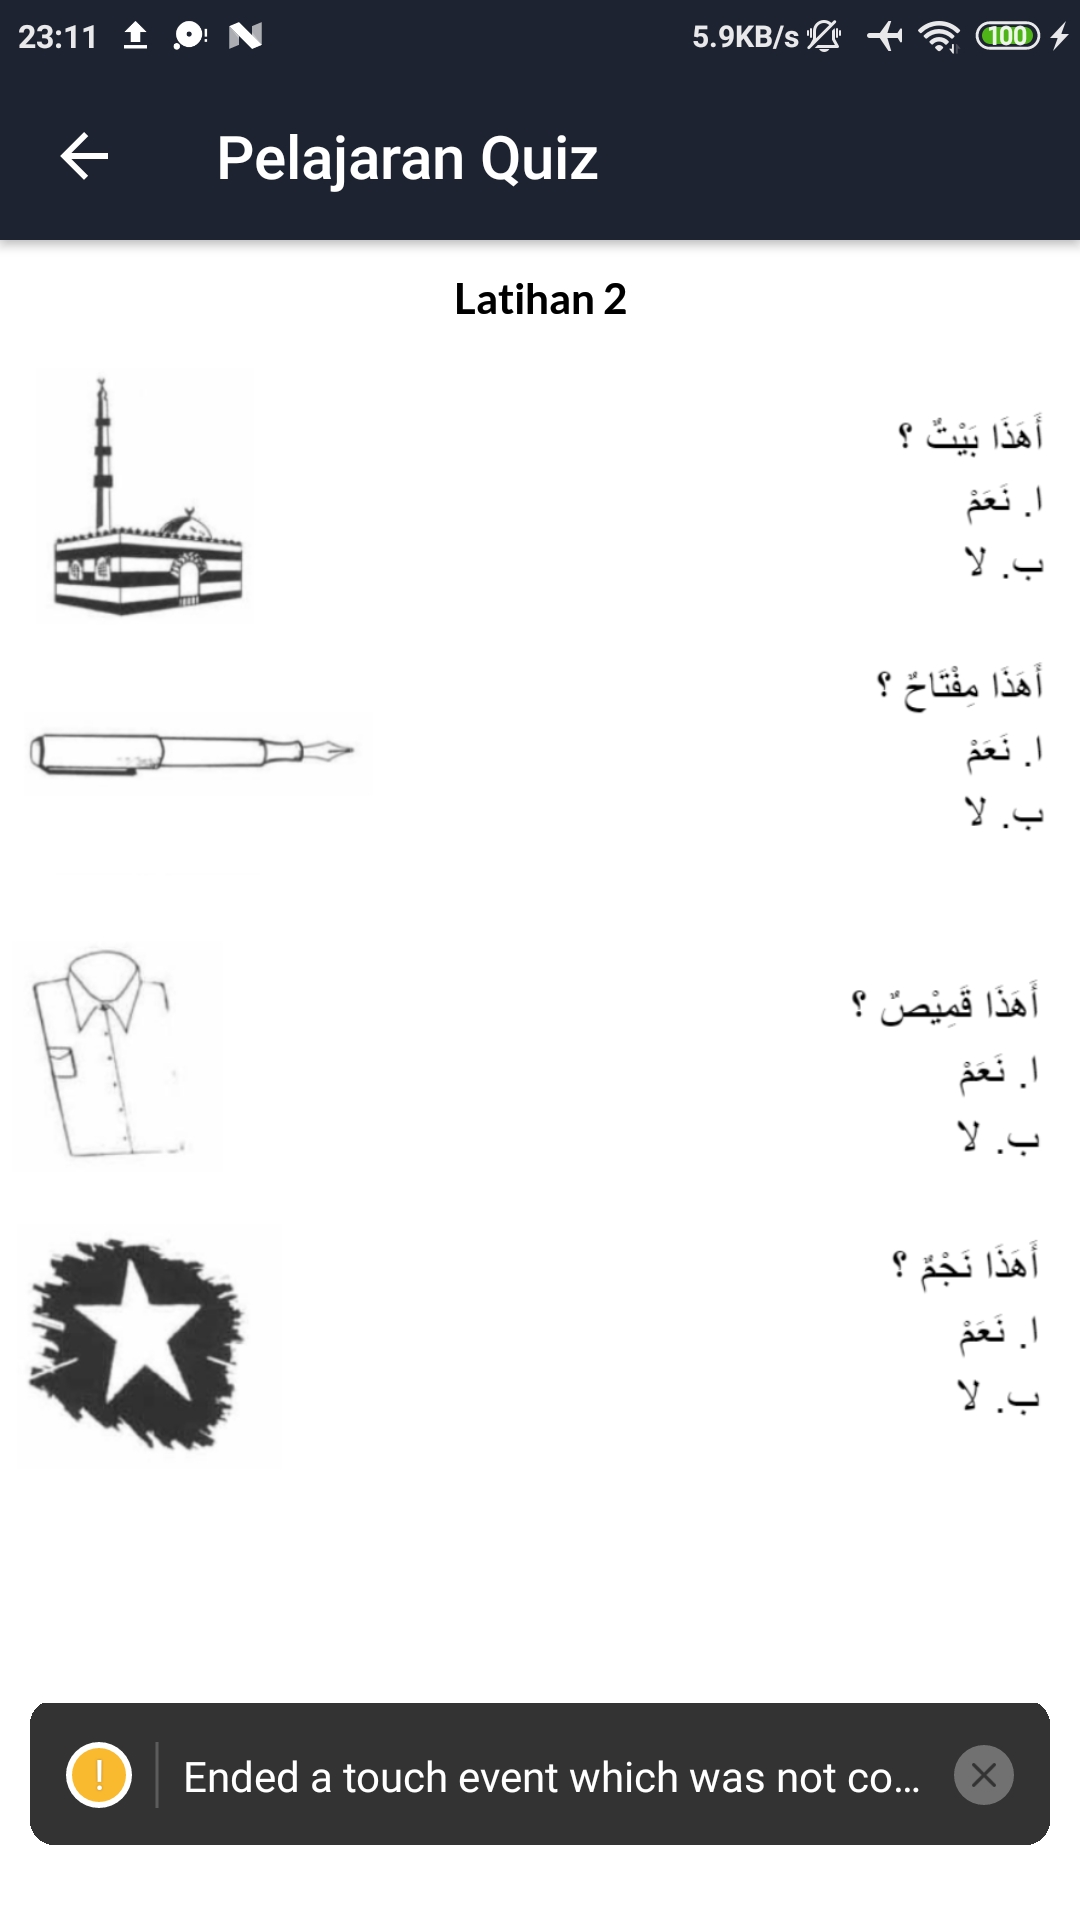 23:11
5.9KB/s
100
Pelajaran Quiz
Latihan 2
أَهَذَا بَيْتٌ ؟
ا. نَعَمْ
ب. لا
أَهَذَا مِفْتَاحٌ ؟
ا. نَعَمْ
ب. لا
أَهَذَا قَمِيْصٌ ؟
ا. نَعَمْ
ب. لا
أَهَذَا نَجْمٌ ؟
ا. نَعَمْ
ب. لا
Ended a touch event which was not co...